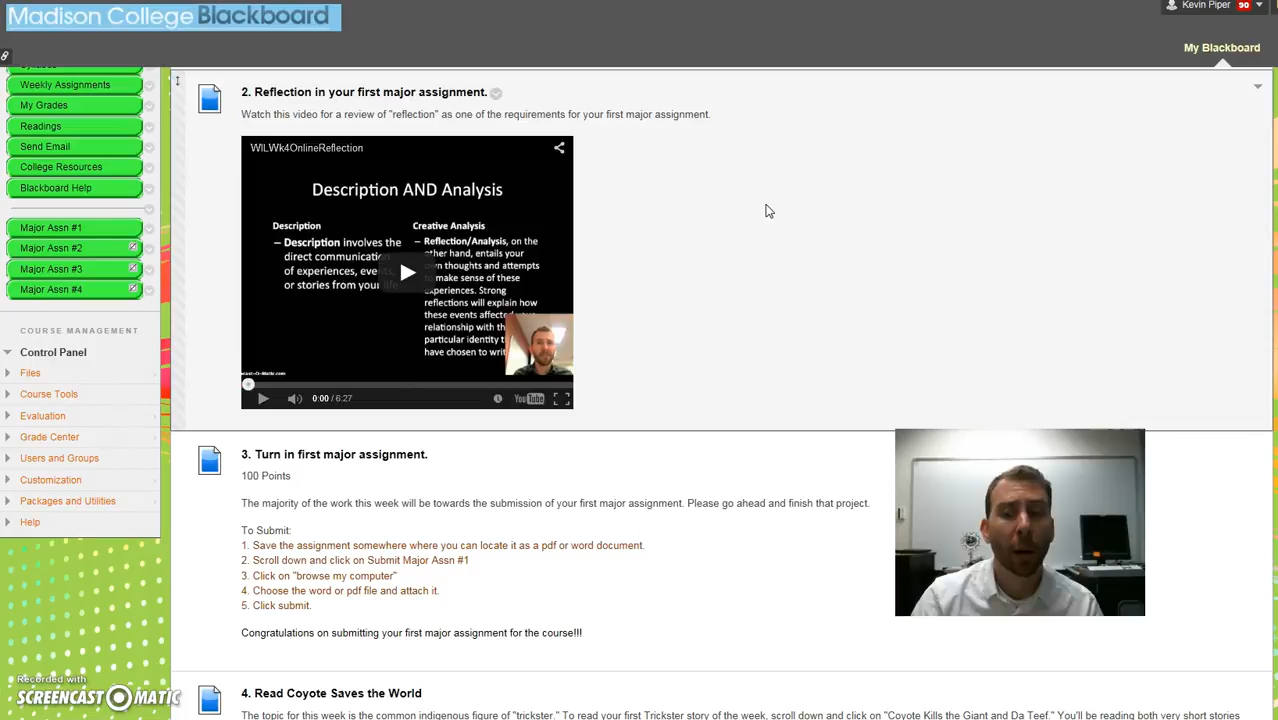 Madison College Blackboard
Kevin Piper 90
My Blackboard
Weekly Assignments
My Grades
Readings
Send Email
College Resources
Blackboard Help
Major Assn #1
Major Assn #2
Major Assn #3
Major Assn #4
COURSE MANAGEMENT
Control Panel
Files
Course Tools
Evaluation
Grade Center
Users and Groups
Customization
Packages and Utilities
Help
2. Reflection in your first major assignment.
Watch this video for a review of "reflection" as one of the requirements for your first major assignment.
WILWk4OnlineReflection
Description AND Analysis
Description
– Description involves the
direct communication
of experiences,
or stories from your
Creative Analysis
– Reflection/Analysis, on the
other hand, entails your
own thoughts and attempts
to make sense of these
experiences. Strong
reflections will explain how
these events affected
relationship with
particular identity
have chosen to
0:00 / 6:27
YouTube
3. Turn in first major assignment.
100 Points
The majority of the work this week will be towards the submission of your first major assignment. Please go ahead and finish that project.
To Submit:
1. Save the assignment somewhere where you can locate it as a pdf or word document.
2. Scroll down and click on Submit Major Assn #1
3. Click on "browse my computer"
4. Choose the word or pdf file and attach it.
5. Click submit.
Congratulations on submitting your first major assignment for the course!!!
4. Read Coyote Saves the World
The topic for this week is the common indigenous figure of "trickster." To read your first Trickster story of the week, scroll down and click on "Coyote Kills the Giant and Da Teef." You'll be reading both very short stories
Recorded with
SCREENCAST-O-MATIC